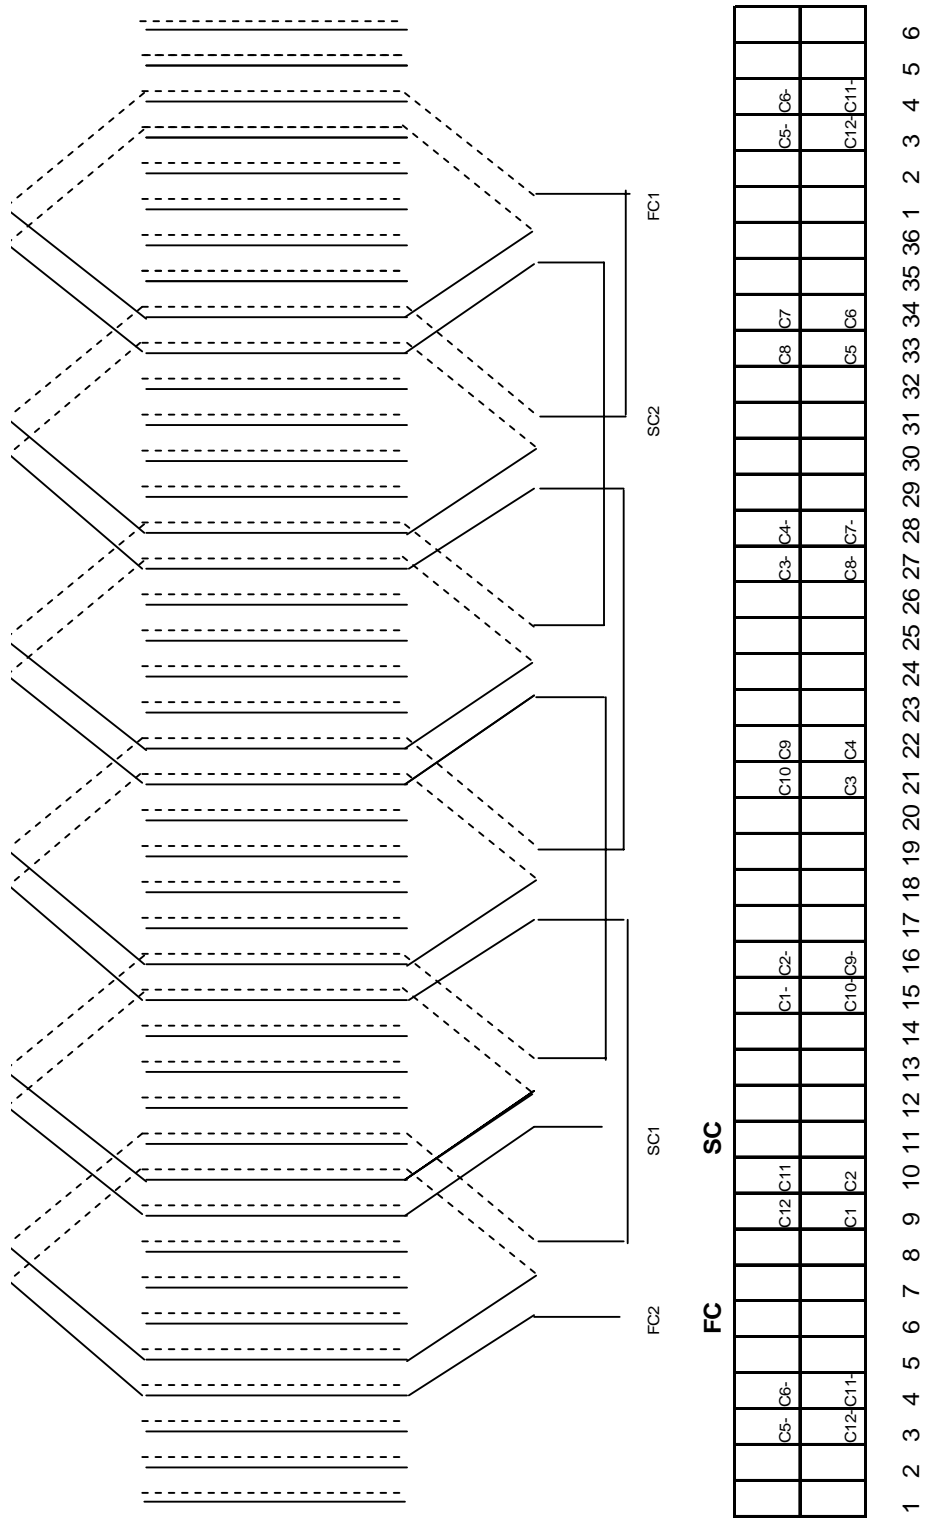 FC2 SC1 SC2 FC1
FC SC
C5- C6- C12 C11 C1- C2- C10 C9 C3- C4- C8 C7 C5- C6-
C12- C11- C1 C2 C10- C9- C3 C4 C8- C7- C5 C6 C12- C11-
1 2 3 4 5 6 7 8 9 10 11 12 13 14 15 16 17 18 19 20 21 22 23 24 25 26 27 28 29 30 31 32 33 34 35 36 1 2 3 4 5 6